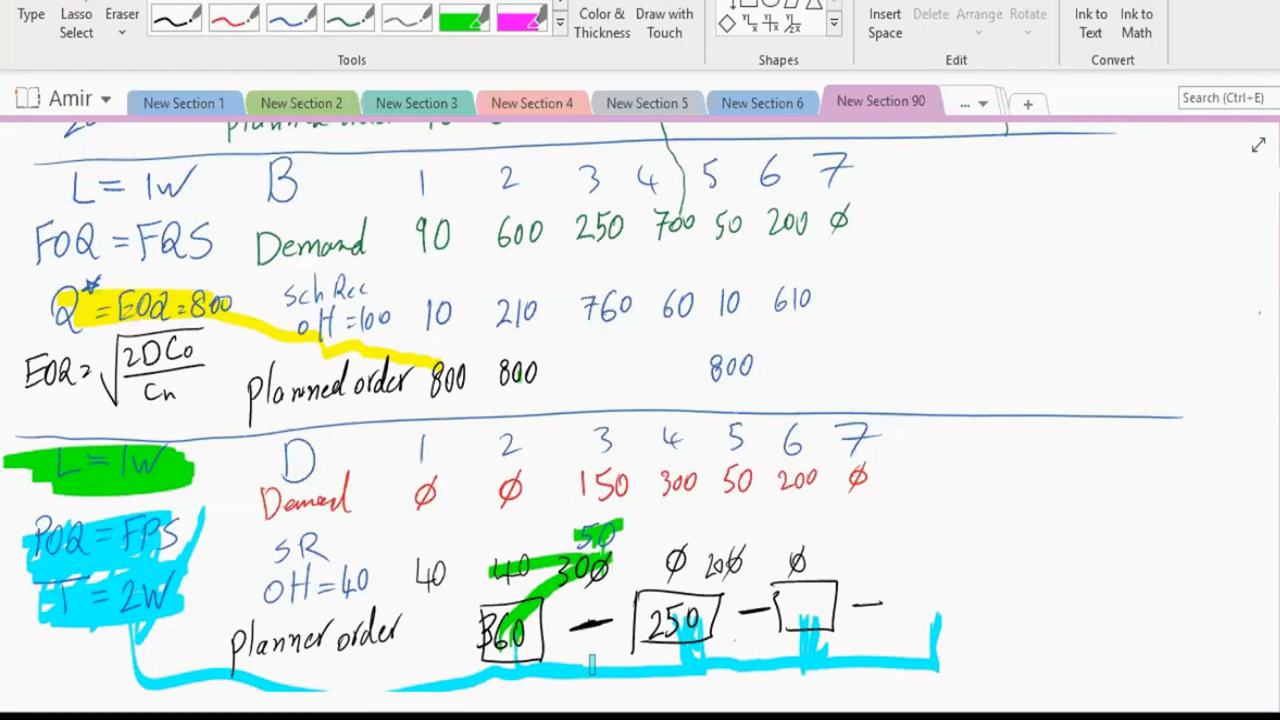 Type Lasso Select Eraser Color & Thickness Draw with Touch Insert Space Delete Arrange Rotate Ink to Text Ink to Math
Tools Shapes Edit Convert
Amir New Section 1 New Section 2 New Section 3 New Section 4 New Section 5 New Section 6 New Section 90 ... + Search (Ctrl+E)
L = 1W B 1 2 3 4 5 6 7
FOQ = FQS Demand 90 600 250 700 50 200 Ø
Q* = EOQ = 800 Sch Rec
OH = 100 10 210 760 60 10 610
EOQ = √2DCo/Cn planned order 800 800 800
L = 1W D 1 2 3 4 5 6 7
Demad Ø Ø 150 300 50 200 Ø
POQ = FPS SR 50
T = 2W OH = 40 40 40 300 Ø 200 Ø
planner order 360 - 250 - -